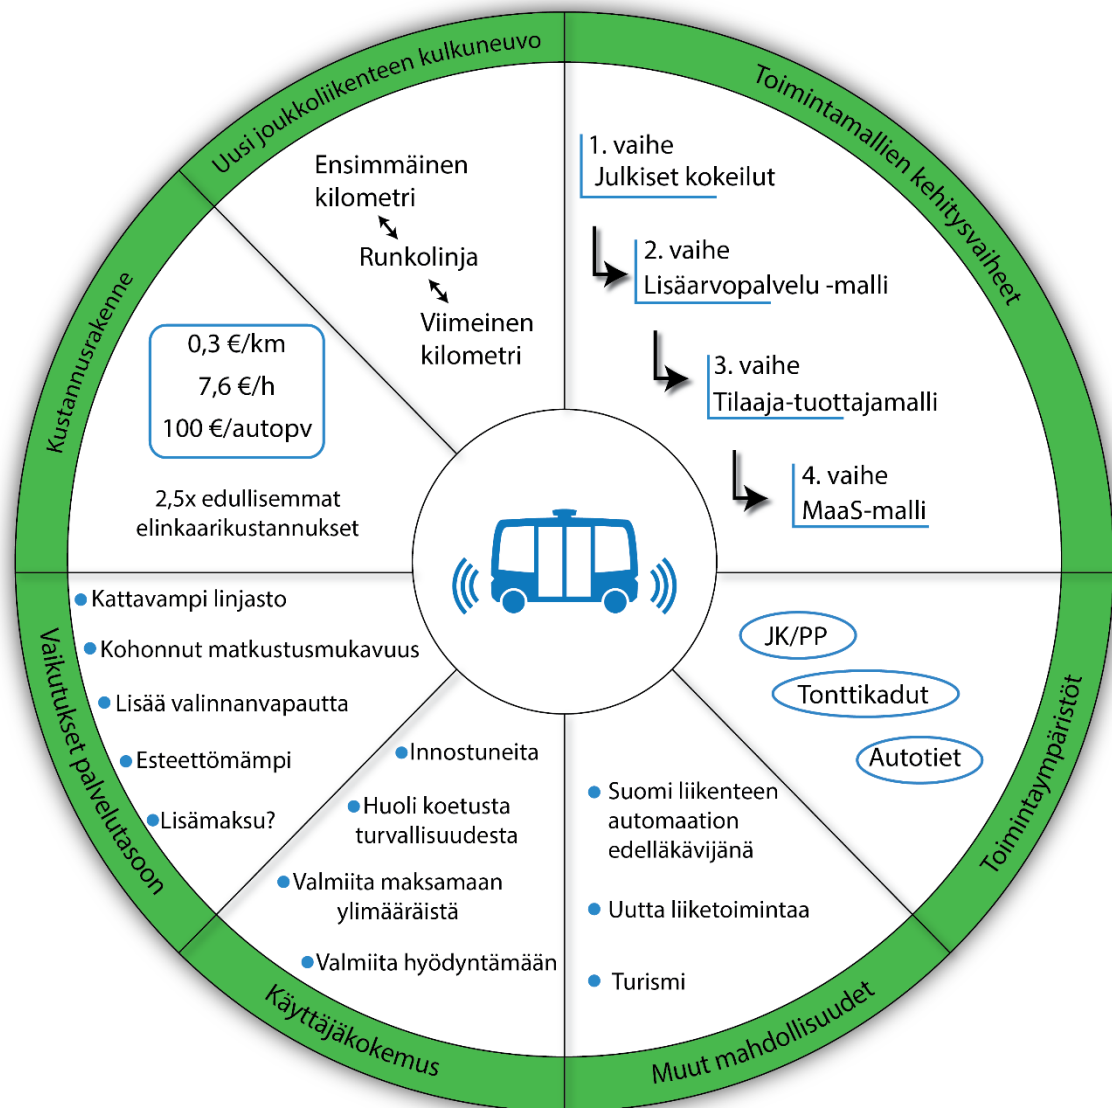 Uusi joukkoliikenteen kulkuneuvo
Ensimmäinen
kilometri
Runkolinja
Viimeinen
kilometri
Toimintamallien kehitysvaiheet
1. vaihe
Julkiset kokeilut
2. vaihe
Lisäarvopalvelu -malli
3. vaihe
Tilaaja-tuottajamalli
4. vaihe
MaaS-malli
Toimintaympäristöt
JK/PP
Tonttikadut
Autotiet
Muut mahdollisuudet
Suomi liikenteen
automaation
edelläkävijänä
Uutta liiketoimintaa
Turismi
Käyttäjäkokemus
Innostuneita
Huoli koetusta
turvallisuudesta
Valmiita maksamaan
ylimääräistä
Valmiita hyödyntämään
Vaikutukset palvelutasoon
Kattavampi linjasto
Kohonnut matkustusmukavuus
Lisää valinnanvapautta
Esteettömämpi
Lisämaksu?
Kustannusrakenne
0,3 €/km
7,6 €/h
100 €/autopv
2,5x edullisemmat
elinkaarikustannukset